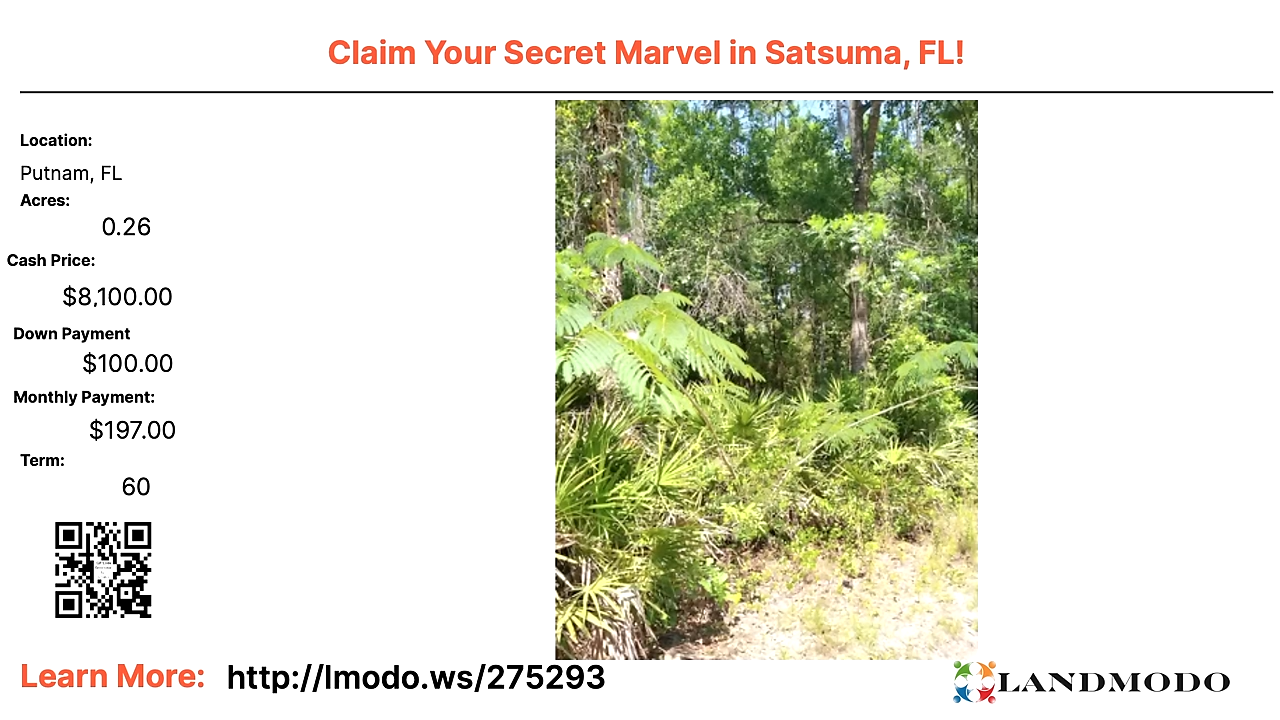 Claim Your Secret Marvel in Satsuma, FL!
Location:
Putnam, FL
Acres:
0.26
Cash Price:
$8,100.00
Down Payment
$100.00
Monthly Payment:
$197.00
Term:
60
Learn More: http://lmodo.ws/275293
LANDMODO